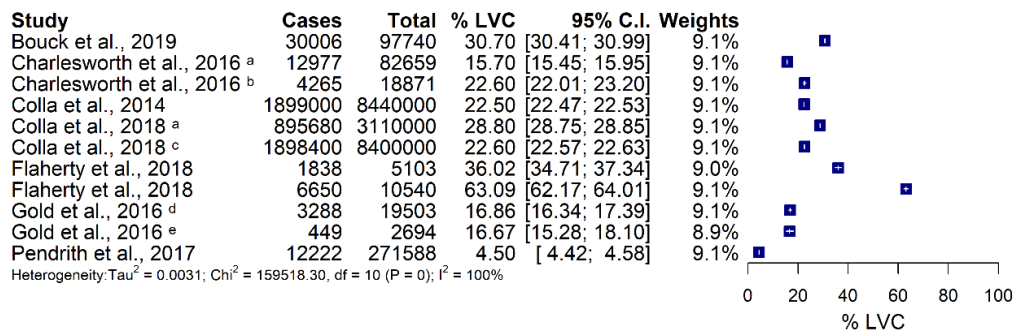 Study Cases Total % LVC 95% C.I. Weights
Bouck et al., 2019 30006 97740 30.70 [30.41; 30.99] 9.1%
Charlesworth et al., 2016 a 12977 82659 15.70 [15.45; 15.95] 9.1%
Charlesworth et al., 2016 b 4265 18871 22.60 [22.01; 23.20] 9.1%
Colla et al., 2014 1899000 8440000 22.50 [22.47; 22.53] 9.1%
Colla et al., 2018 a 895680 3110000 28.80 [28.75; 28.85] 9.1%
Colla et al., 2018 c 1898400 8400000 22.60 [22.57; 22.63] 9.1%
Flaherty et al., 2018 1838 5103 36.02 [34.71; 37.34] 9.0%
Flaherty et al., 2018 6650 10540 63.09 [62.17; 64.01] 9.1%
Gold et al., 2016 d 3288 19503 16.86 [16.34; 17.39] 9.1%
Gold et al., 2016 e 449 2694 16.67 [15.28; 18.10] 8.9%
Pendrith et al., 2017 12222 271588 4.50 [ 4.42; 4.58] 9.1%
Heterogeneity:Tau² = 0.0031; Chi² = 159518.30, df = 10 (P = 0); I² = 100%
0 20 40 60 80 100
% LVC